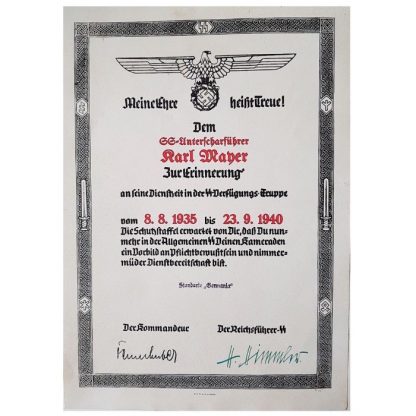 Meine Ehre heißt Treue!
Dem
SS-Unterscharführer
Karl Mayer
Zur Erinnerung
an seine Dienstzeit in der SS Verfügungs-Truppe
vom 8. 8. 1935 bis 23. 9. 1940
Die Schutzstaffel erwartet von Dir, daß Du nun-
mehr in der Allgemeinen SS Deinen Kameraden
ein Vorbild an Pflichtbewußtsein und nimmer-
müder Dienstbereitschaft bist.
Standarte „Germania"
Der Kommandeur Der Reichsführer-SS
H. Himmler